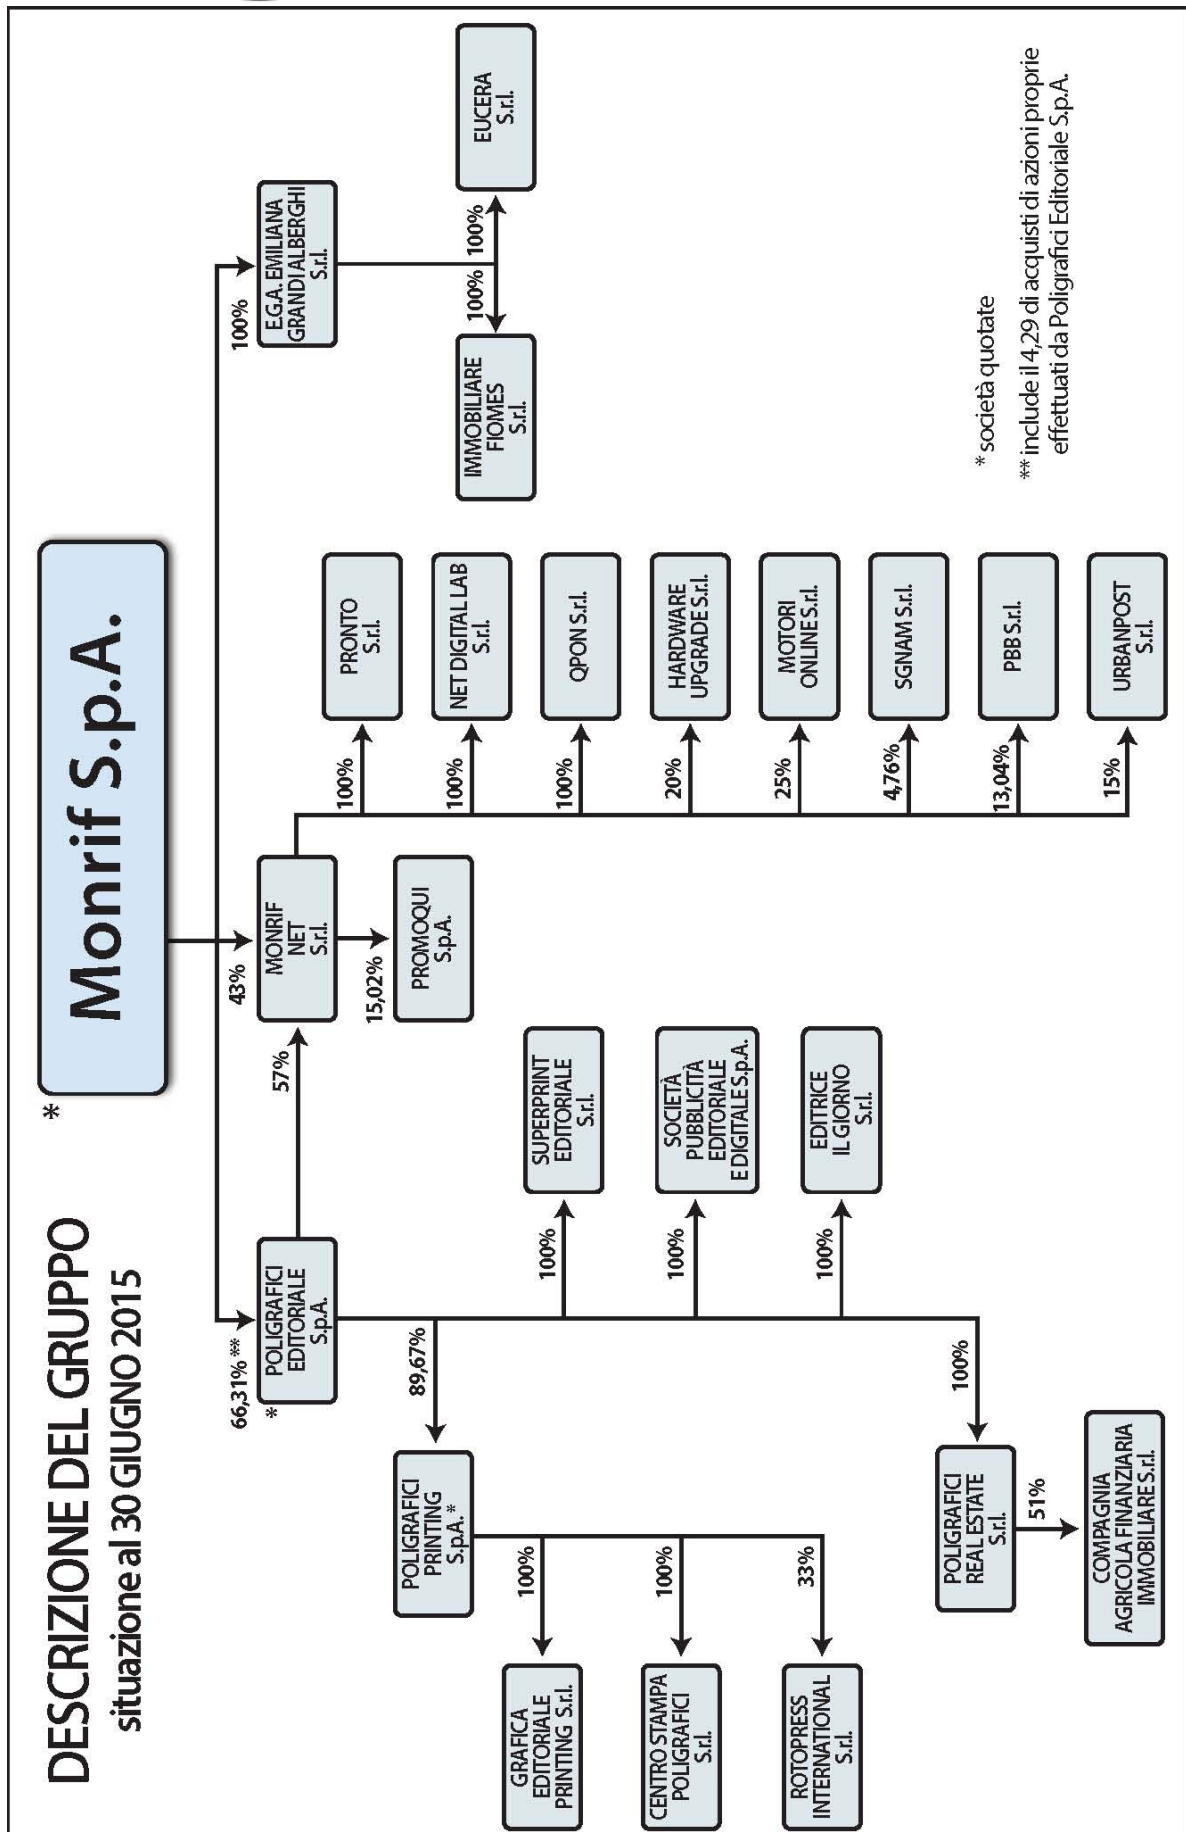 DESCRIZIONE DEL GRUPPO
situazione al 30 GIUGNO 2015
*
Monrif S.p.A.
66,31% **
43%
100%
*
POLIGRAFICI
EDITORIALE
S.p.A.
57%
MONRIF
NET
S.r.l.
E.G.A. EMILIANA
GRANDI ALBERGHI
S.r.l.
89,67%
POLIGRAFICI
PRINTING
S.p.A. *
100%
GRAFICA
EDITORIALE
PRINTING S.r.l.
100%
CENTRO STAMPA
POLIGRAFICI
S.r.l.
33%
ROTOPRESS
INTERNATIONAL
S.r.l.
100%
SUPERPRINT
EDITORIALE
S.r.l.
100%
SOCIETÀ
PUBBLICITÀ
EDITORIALE
E DIGITALE S.p.A.
100%
EDITRICE
IL GIORNO
S.r.l.
100%
POLIGRAFICI
REAL ESTATE
S.r.l.
51%
COMPAGNIA
AGRICOLA FINANZIARIA
IMMOBILIARE S.r.l.
15,02%
PROMOQUI
S.p.A.
100%
PRONTO
S.r.l.
100%
NET DIGITAL LAB
S.r.l.
100%
QPON S.r.l.
20%
HARDWARE
UPGRADE S.r.l.
25%
MOTORI
ONLINE S.r.l.
4,76%
SGNAM S.r.l.
13,04%
PBB S.r.l.
15%
URBANPOST
S.r.l.
100%
100%
IMMOBILIARE
FIOMES
S.r.l.
EUCERA
S.r.l.
* società quotate
** include il 4,29 di acquisti di azioni proprie
effettuati da Poligrafici Editoriale S.p.A.